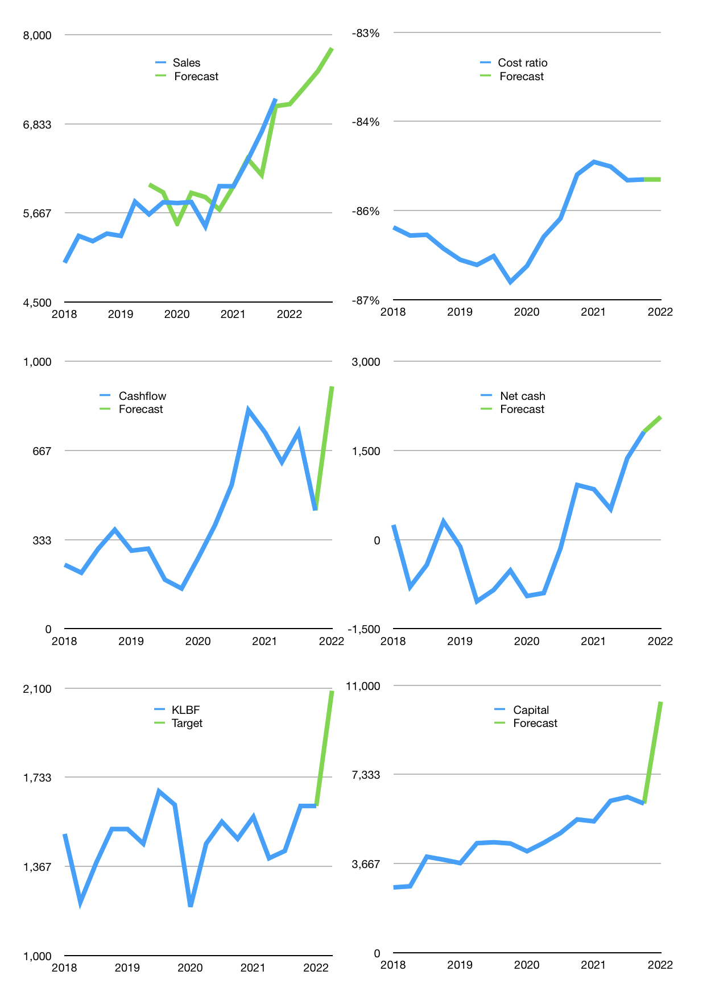 8,000
Sales
Forecast
6,833
5,667
4,500
2018 2019 2020 2021 2022
-83%
Cost ratio
Forecast
-84%
-86%
-87%
2018 2019 2020 2021 2022
1,000
Cashflow
Forecast
667
333
0
2018 2019 2020 2021 2022
3,000
Net cash
Forecast
1,500
0
-1,500
2018 2019 2020 2021 2022
2,100
KLBF
Target
1,733
1,367
1,000
2018 2019 2020 2021 2022
11,000
Capital
Forecast
7,333
3,667
0
2018 2019 2020 2021 2022